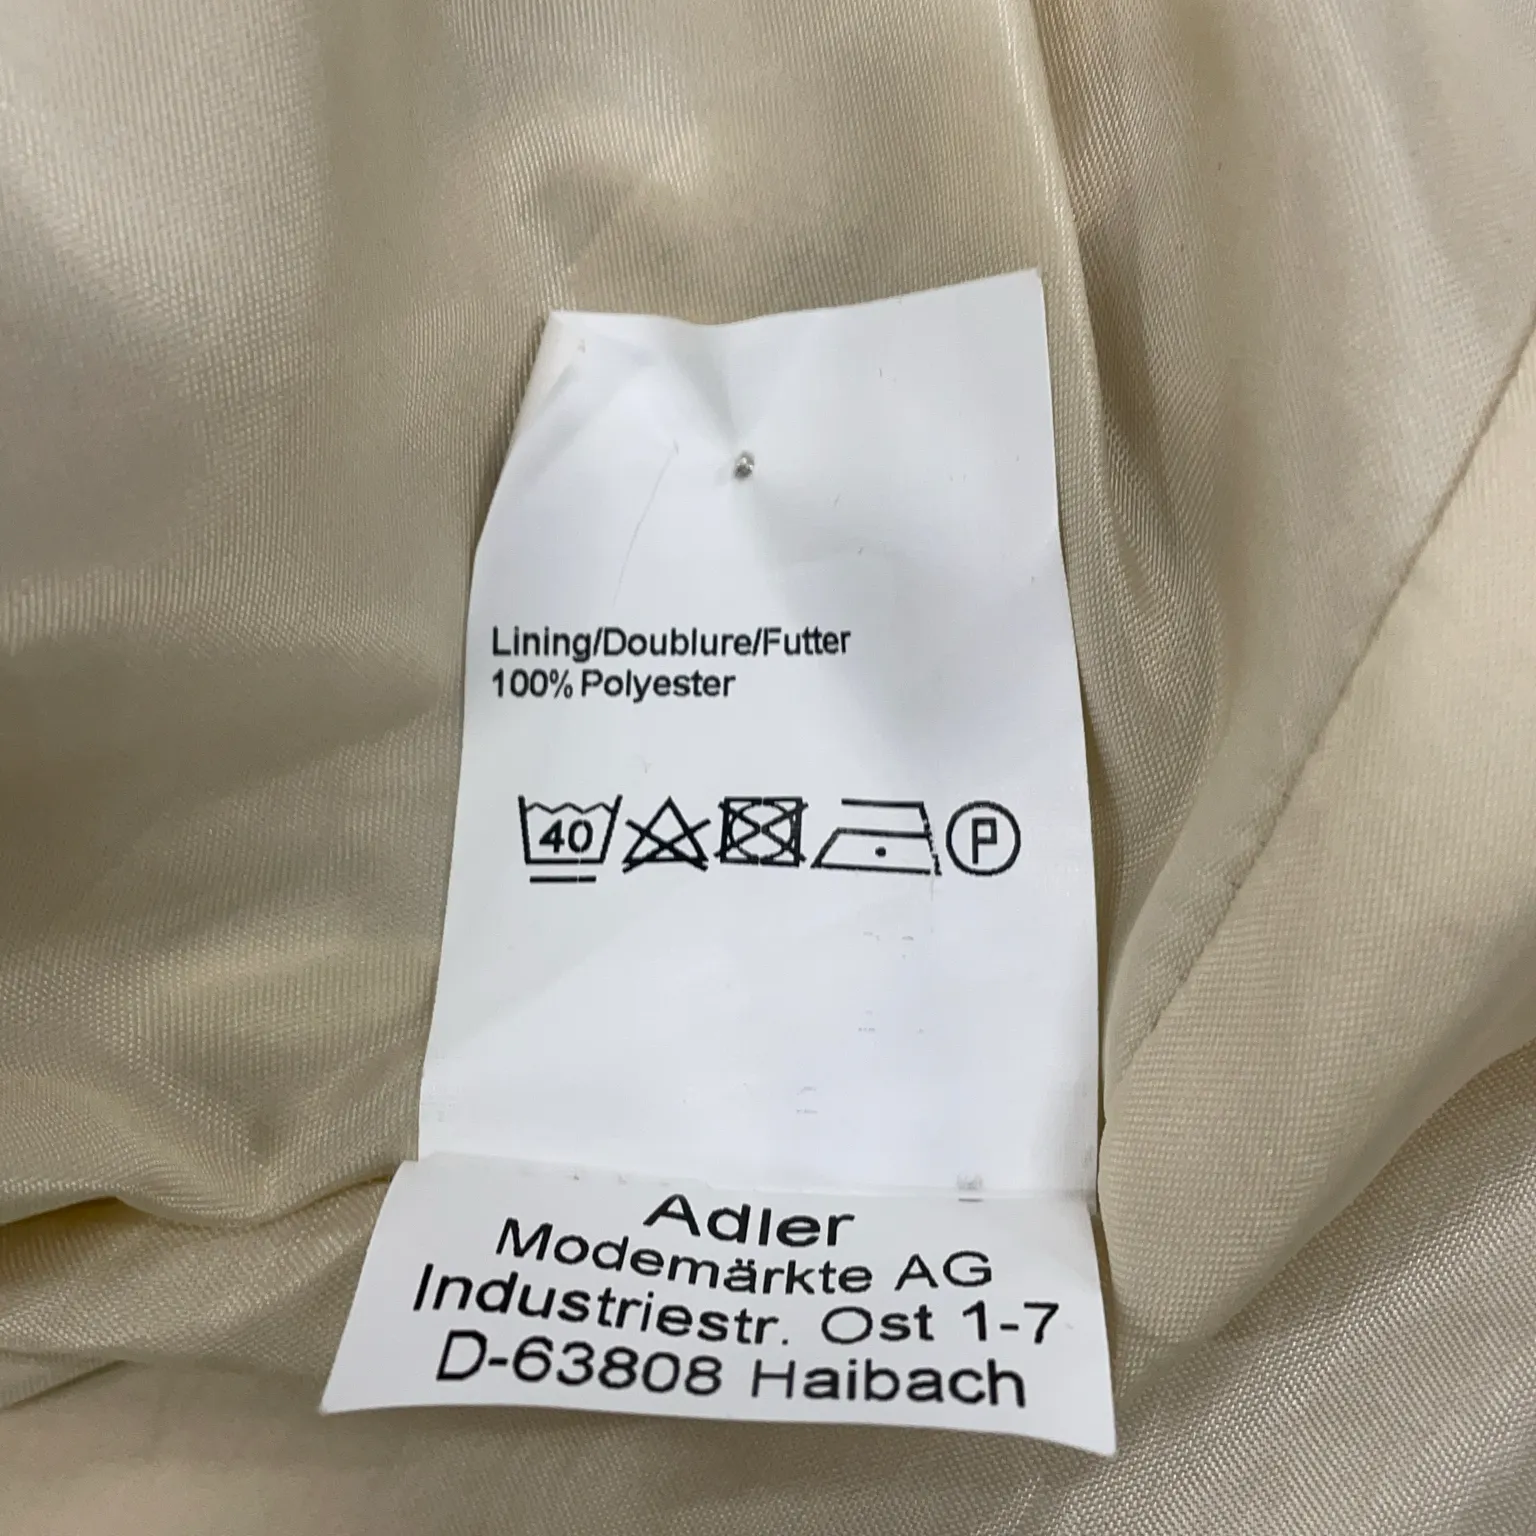 Lining/Doublure/Futter
100% Polyester
40
P
Adler
Modemärkte AG
Industriestr. Ost 1-7
D-63808 Haibach